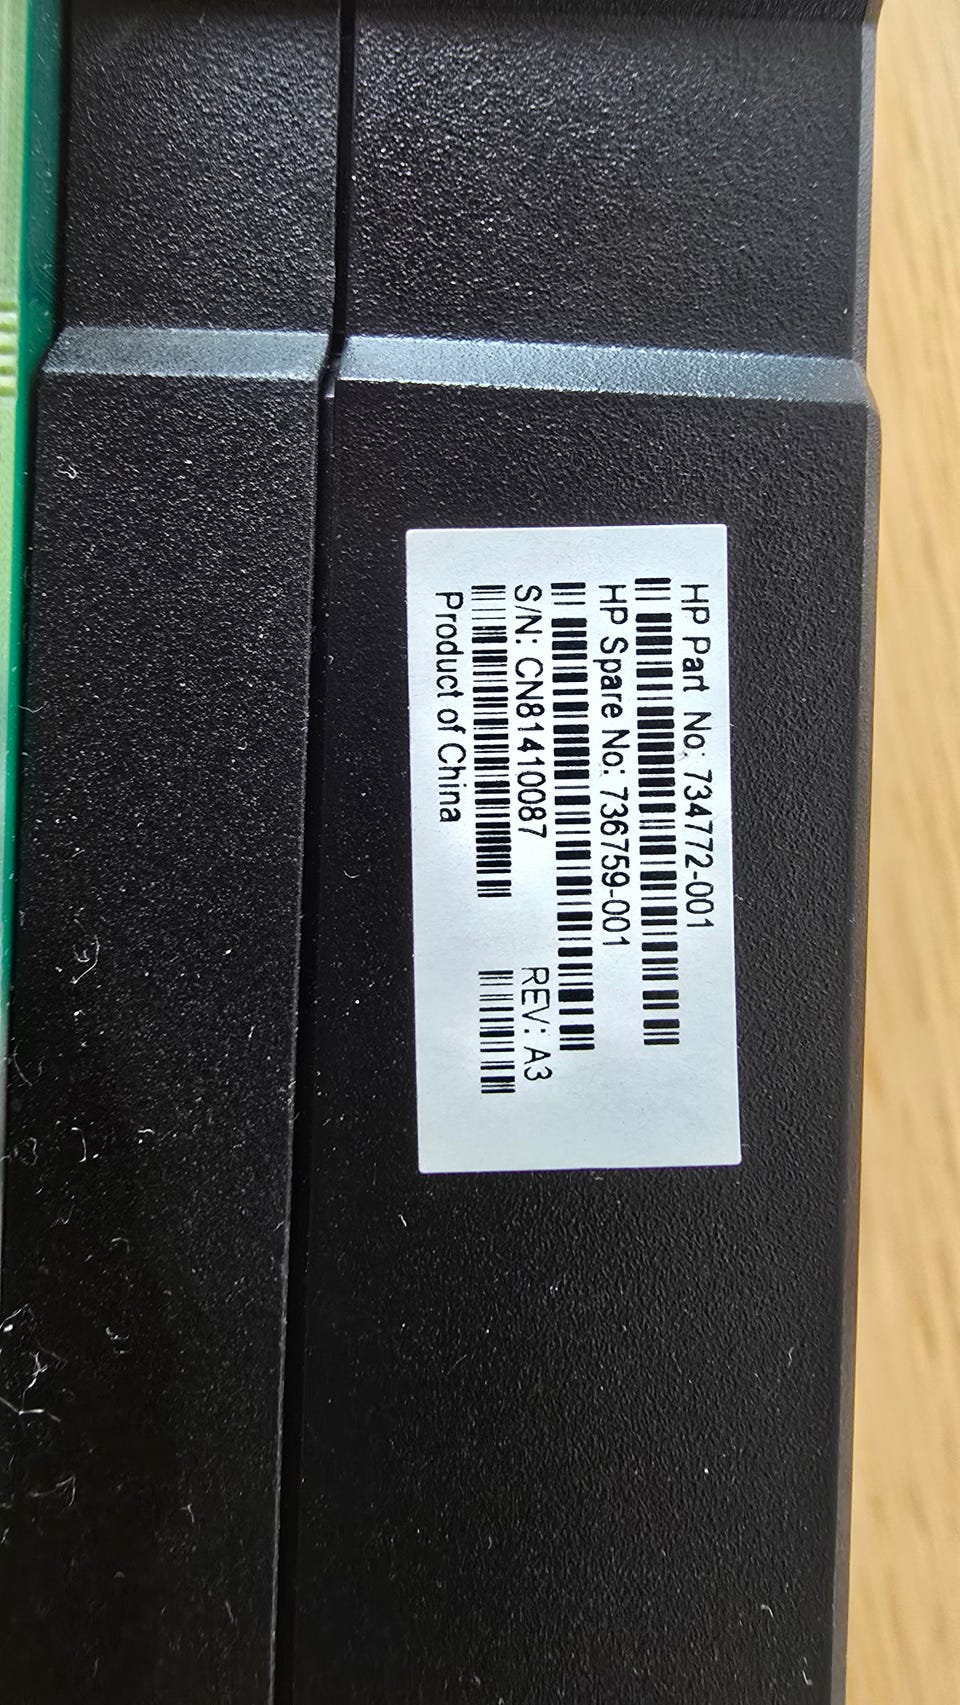 HP Part No: 734772-001
HP Spare No: 736759-001
S/N: CN81410087 REV: A3
Product of China